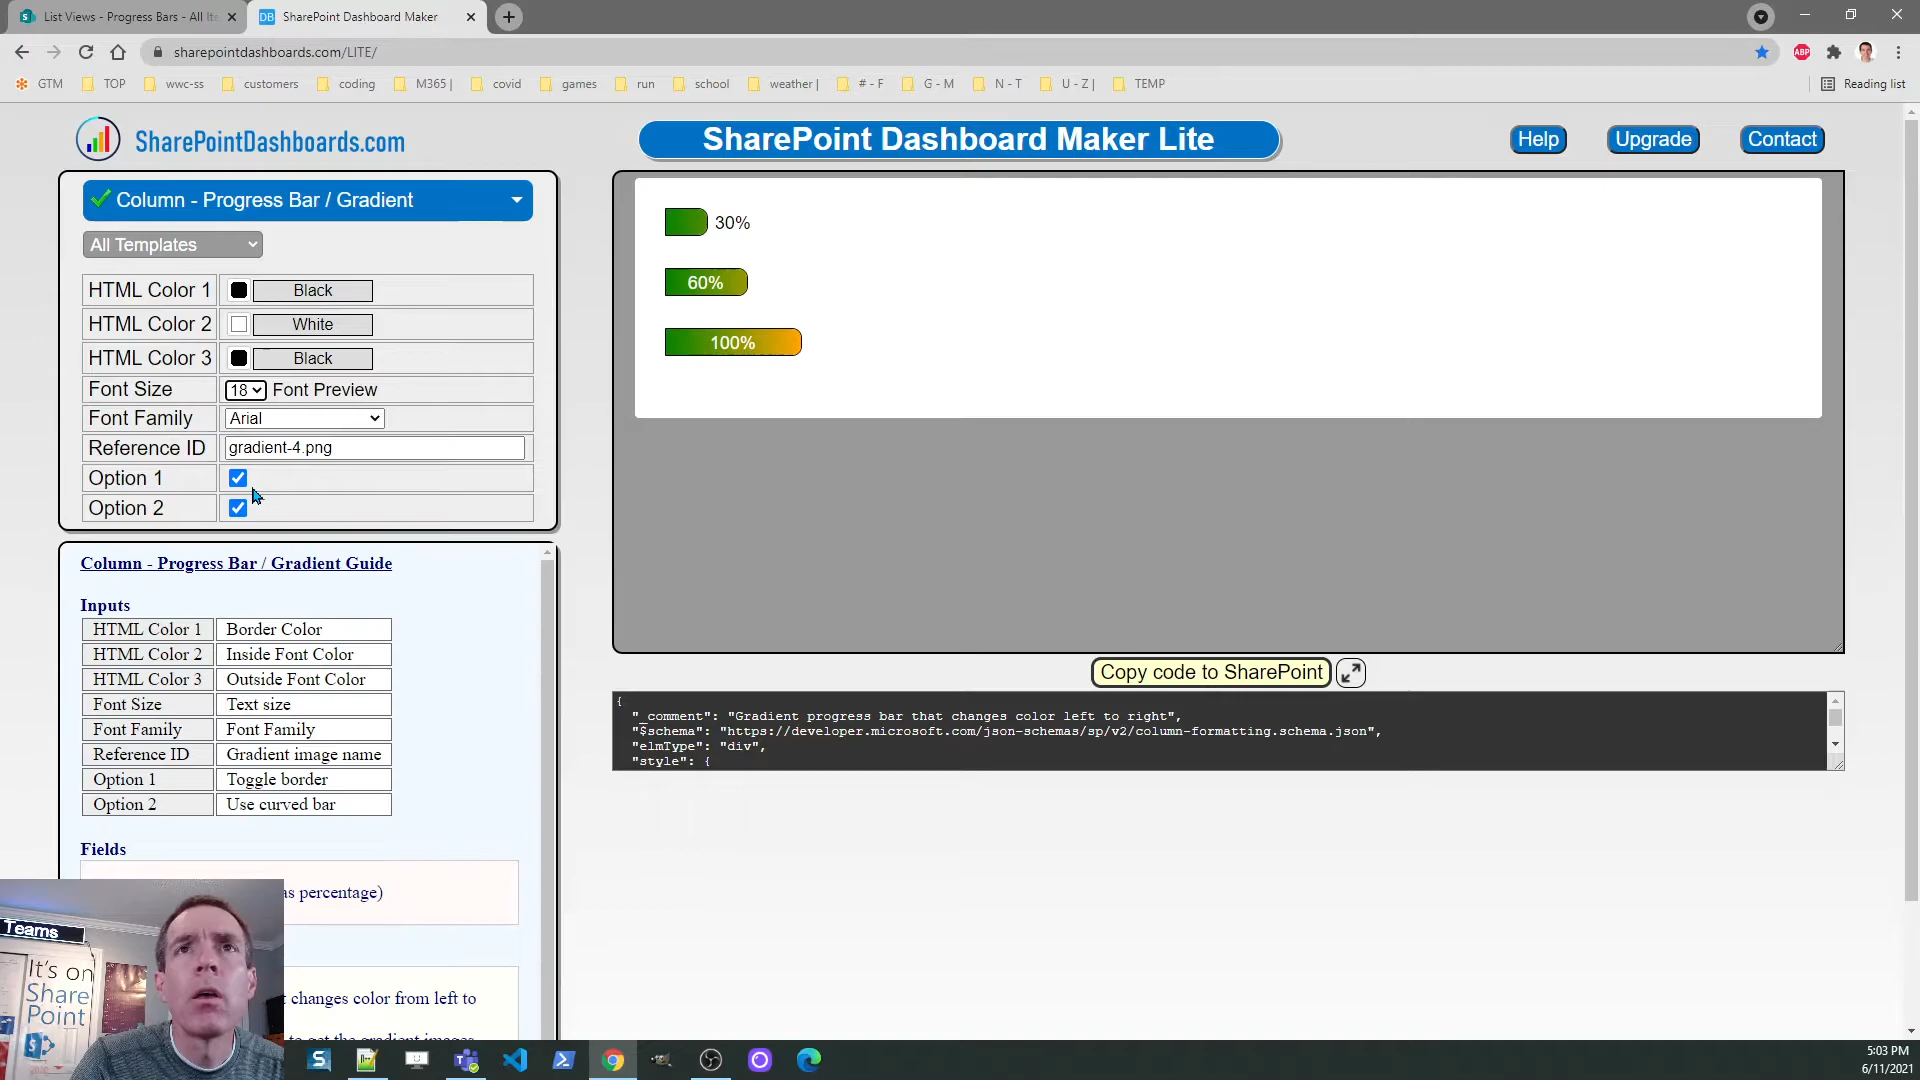 List Views - Progress Bars - All Ite
SharePoint Dashboard Maker
sharepointdashboards.com/LITE/
GTM
TOP
wwc-ss
customers
coding
M365 |
covid
games
run
school
weather |
# - F
G - M
N - T
U - Z |
TEMP
Reading list
SharePointDashboards.com
SharePoint Dashboard Maker Lite
Help
Upgrade
Contact
Column - Progress Bar / Gradient
All Templates
HTML Color 1 Black
HTML Color 2 White
HTML Color 3 Black
Font Size 18 Font Preview
Font Family Arial
Reference ID gradient-4.png
Option 1
Option 2
30%
60%
100%
Copy code to SharePoint
{
"_comment": "Gradient progress bar that changes color left to right",
"$schema": "https://developer.microsoft.com/json-schemas/sp/v2/column-formatting.schema.json",
"elmType": "div",
"style": {
Column - Progress Bar / Gradient Guide
Inputs
HTML Color 1 Border Color
HTML Color 2 Inside Font Color
HTML Color 3 Outside Font Color
Font Size Text size
Font Family Font Family
Reference ID Gradient image name
Option 1 Toggle border
Option 2 Use curved bar
Fields
as percentage)
t changes color from left to
to get the gradient images
Teams
It's on
Share
Point
5:03 PM
6/11/2021